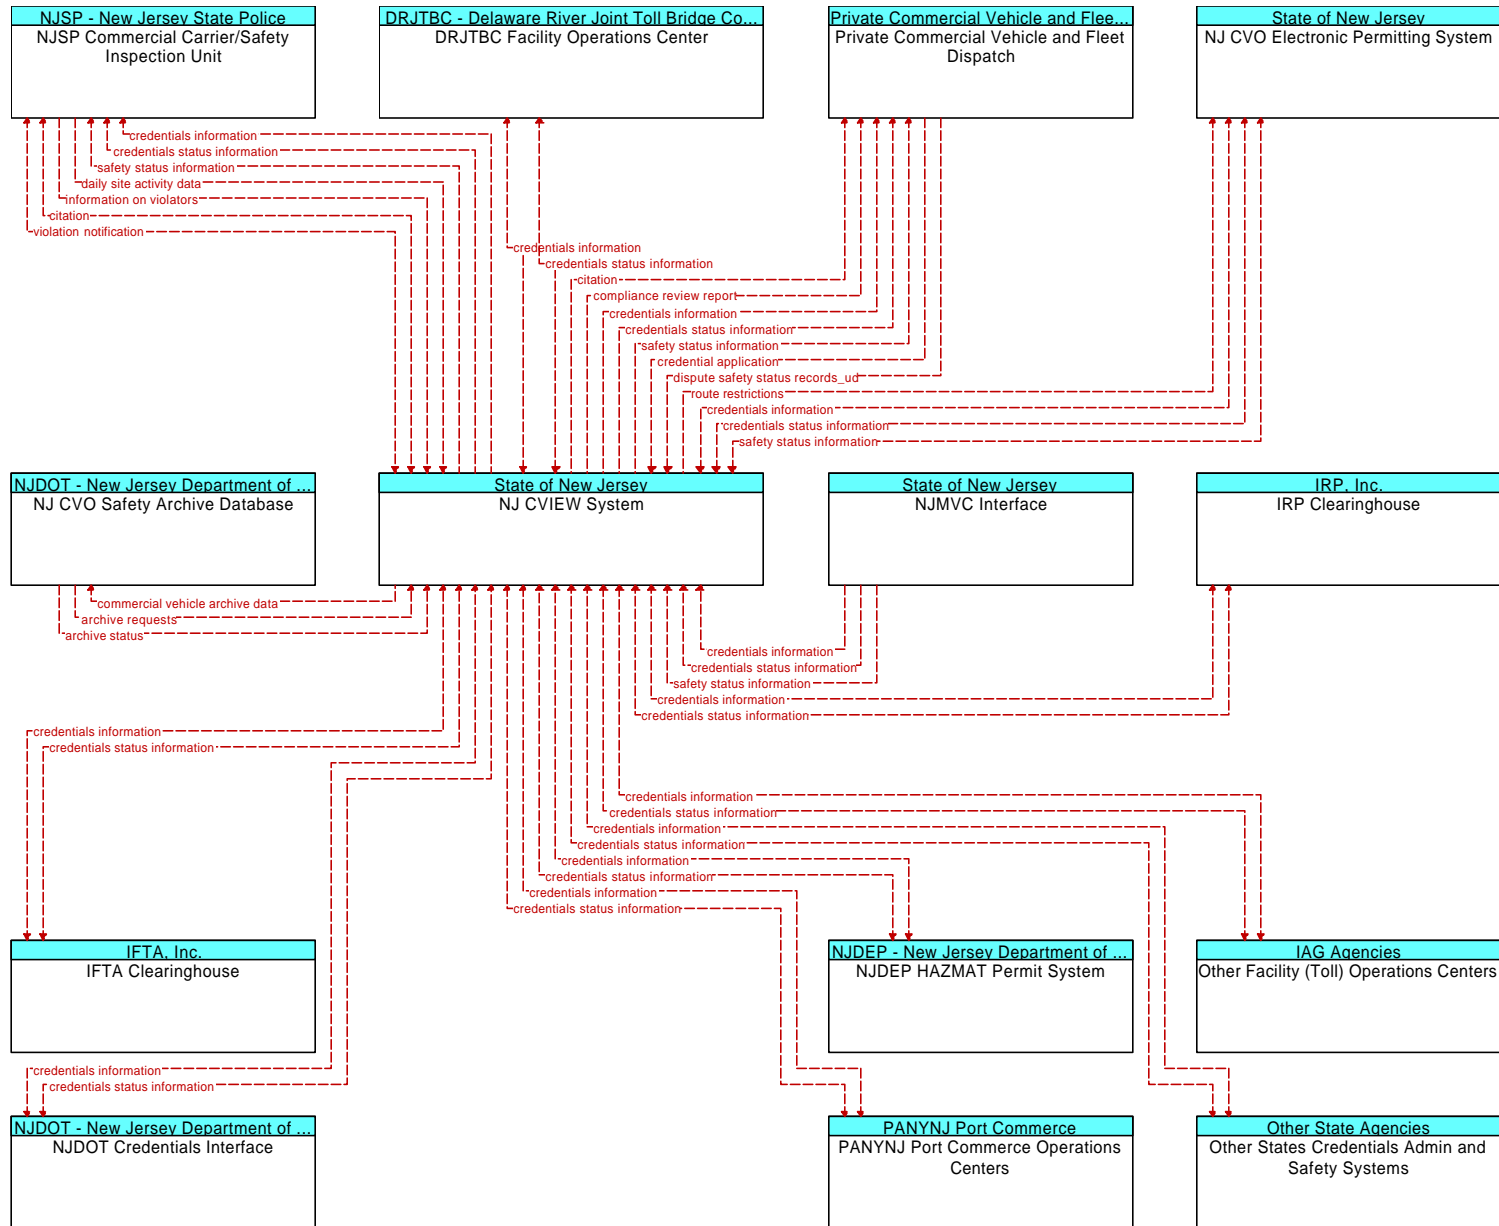 NJSP - New Jersey State Police
NJSP Commercial Carrier/Safety
Inspection Unit
DRJTBC - Delaware River Joint Toll Bridge Co...
DRJTBC Facility Operations Center
Private Commercial Vehicle and Flee...
Private Commercial Vehicle and Fleet
Dispatch
State of New Jersey
NJ CVO Electronic Permitting System
credentials information
credentials status information
safety status information
daily site activity data
information on violators
citation
violation notification
credentials information
credentials status information
citation
compliance review report
credentials information
credentials status information
safety status information
credential application
dispute safety status records_ud
route restrictions
credentials information
credentials status information
safety status information
NJDOT - New Jersey Department of ...
NJ CVO Safety Archive Database
State of New Jersey
NJ CVIEW System
State of New Jersey
NJMVC Interface
IRP, Inc.
IRP Clearinghouse
commercial vehicle archive data
archive requests
archive status
credentials information
credentials status information
safety status information
credentials information
credentials status information
credentials information
credentials status information
credentials information
credentials status information
credentials information
credentials status information
credentials information
credentials status information
credentials information
credentials status information
IFTA, Inc.
IFTA Clearinghouse
NJDEP - New Jersey Department of ...
NJDEP HAZMAT Permit System
IAG Agencies
Other Facility (Toll) Operations Centers
credentials information
credentials status information
NJDOT - New Jersey Department of ...
NJDOT Credentials Interface
PANYNJ Port Commerce
PANYNJ Port Commerce Operations
Centers
Other State Agencies
Other States Credentials Admin and
Safety Systems